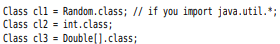 Class cl1 = Random.class; // if you import java.util.*;
Class cl2 = int.class;
Class cl3 = Double[].class;